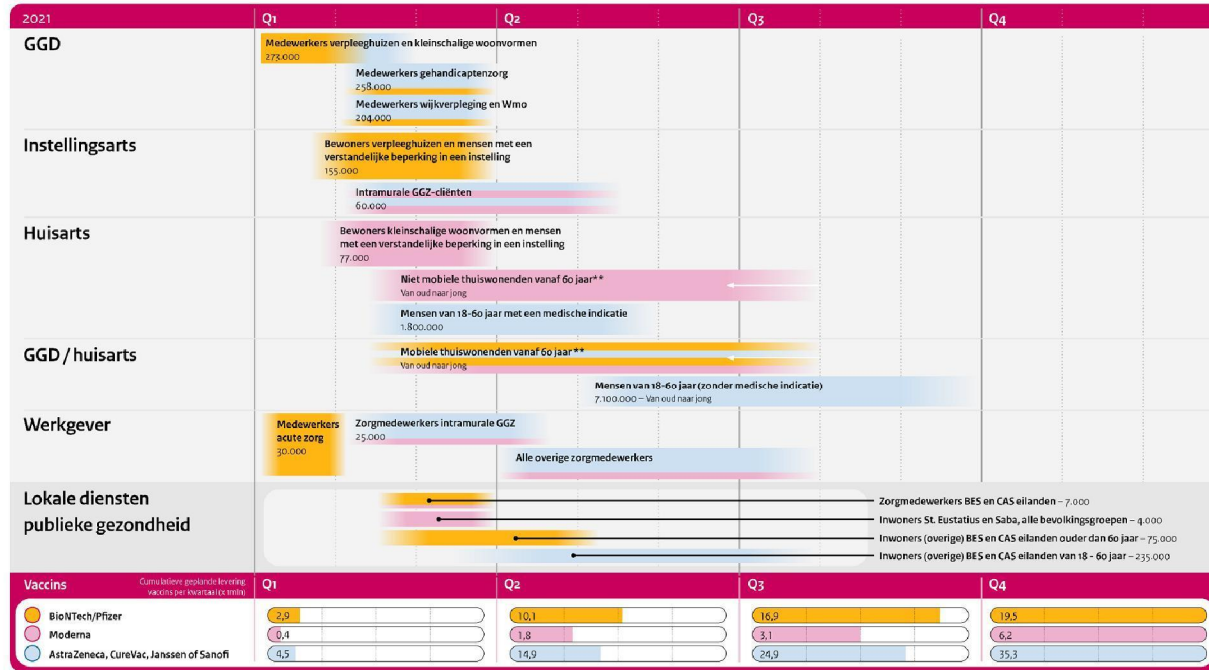 2021 Q1 Q2 Q3 Q4
GGD
Medewerkers verpleeghuizen en kleinschalige woonvormen
273.000
Medewerkers gehandicaptenzorg
258.000
Medewerkers wijkverpleging en Wmo
204.000
Instellingsarts
Bewoners verpleeghuizen en mensen met een
verstandelijke beperking in een instelling
155.000
Intramurale GGZ-cliënten
60.000
Huisarts
Bewoners kleinschalige woonvormen en mensen
met een verstandelijke beperking in een instelling
77.000
Niet mobiele thuiswonenden vanaf 60 jaar**
Van oud naar jong
Mensen van 18-60 jaar met een medische indicatie
1.800.000
GGD / huisarts
Mobiele thuiswonenden vanaf 60 jaar**
Van oud naar jong
Mensen van 18-60 jaar (zonder medische indicatie)
7.100.000 – Van oud naar jong
Werkgever
Medewerkers
acute zorg
30.000
Zorgmedewerkers intramurale GGZ
25.000
Alle overige zorgmedewerkers
Lokale diensten
publieke gezondheid
Zorgmedewerkers BES en CAS eilanden – 7.000
Inwoners St. Eustatius en Saba, alle bevolkingsgroepen – 4.000
Inwoners (overige) BES en CAS eilanden ouder dan 60 jaar – 75.000
Inwoners (overige) BES en CAS eilanden van 18 - 60 jaar – 235.000
Vaccins
Cumulatieve geplande levering
vaccins per kwartaal (x 1mln)
Q1 Q2 Q3 Q4
BioNTech/Pfizer 2,9 10,1 16,9 19,5
Moderna 0,4 1,8 3,1 6,2
AstraZeneca, CureVac, Janssen of Sanofi 4,5 14,9 24,9 35,3